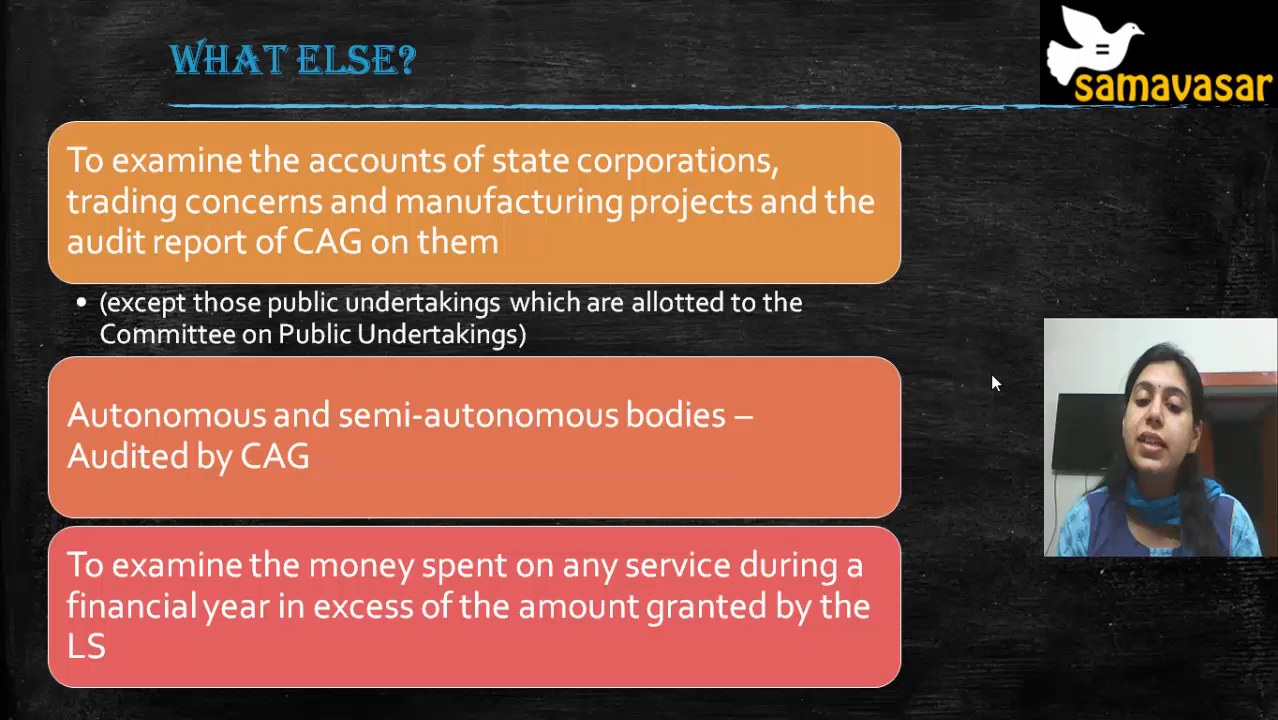 WHAT ELSE?
=
samavasar
To examine the accounts of state corporations,
trading concerns and manufacturing projects and the
audit report of CAG on them
• (except those public undertakings which are allotted to the
Committee on Public Undertakings)
Autonomous and semi-autonomous bodies –
Audited by CAG
To examine the money spent on any service during a
financial year in excess of the amount granted by the
LS